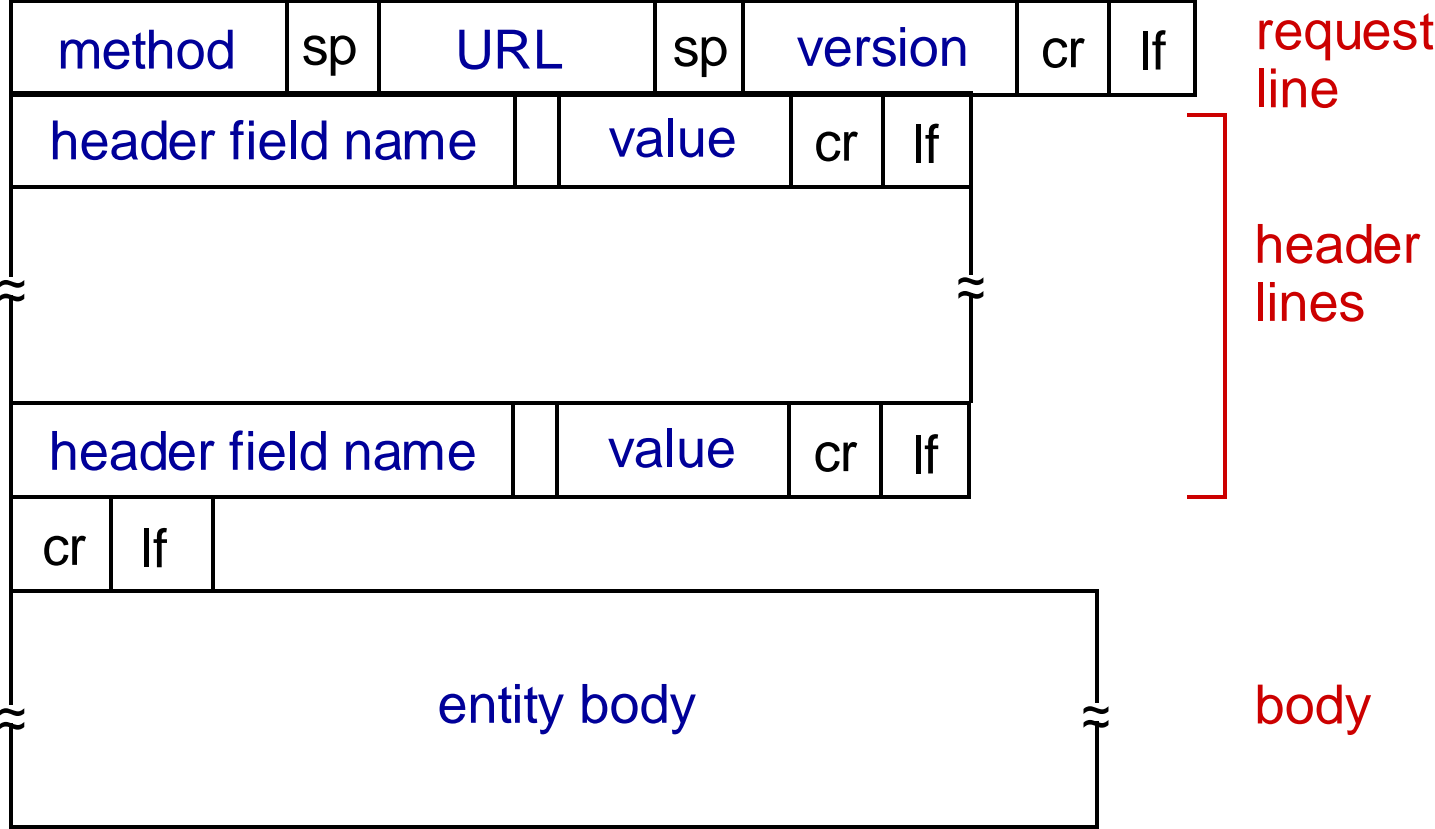 method sp URL sp version cr lf request
line
header field name value cr lf
header
lines
header field name value cr lf
cr lf
entity body body